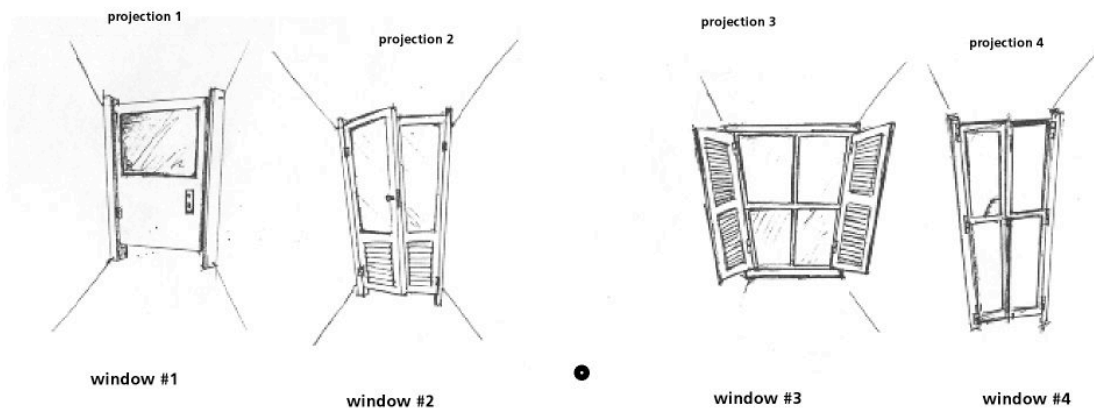 projection 1
projection 2
projection 3
projection 4
window #1
window #2
window #3
window #4